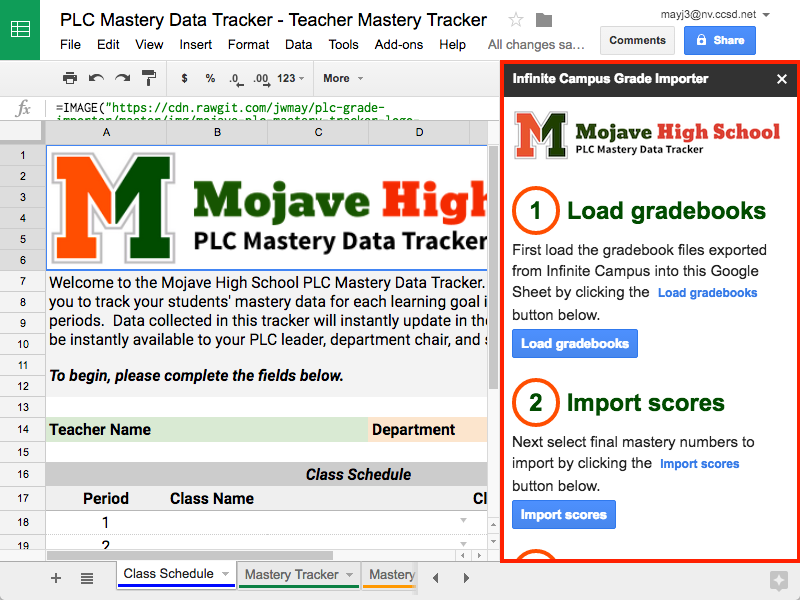 PLC Mastery Data Tracker - Teacher Mastery Tracker
mayj3@nv.ccsd.net
File Edit View Insert Format Data Tools Add-ons Help All changes sa...
Comments
Share
$ % .0 .00 123 More
fx
=IMAGE("https://cdn.rawgit.com/jwmay/plc-grade-
A B C D
1
2
3
4
5
6
M Mojave High
PLC Mastery Data Tracker
7 Welcome to the Mojave High School PLC Mastery Data Tracker.
8 you to track your students' mastery data for each learning goal i
9 periods. Data collected in this tracker will instantly update in the
10 be instantly available to your PLC leader, department chair, and s
11
12 To begin, please complete the fields below.
13
14 Teacher Name Department
15
16 Class Schedule
17 Period Class Name Cl
18 1
19 2
Class Schedule Mastery Tracker Mastery
Infinite Campus Grade Importer
M Mojave High School
PLC Mastery Data Tracker
1 Load gradebooks
First load the gradebook files exported
from Infinite Campus into this Google
Sheet by clicking the Load gradebooks
button below.
Load gradebooks
2 Import scores
Next select final mastery numbers to
import by clicking the Import scores
button below.
Import scores